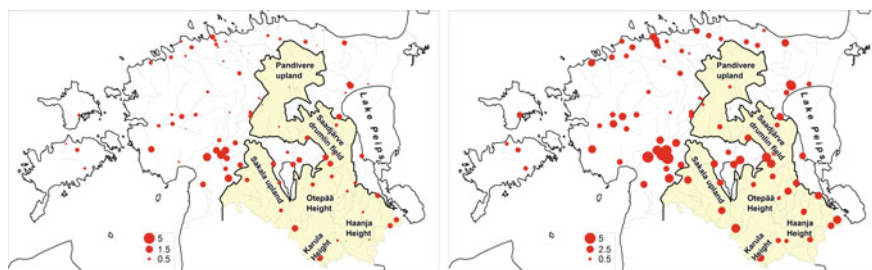 Pandivere
upland
Saadjärve
drumlin field
Lake Peipsi
Sakala upland
Otepää
Height
Haanja
Height
Karula
Height
5
1.5
0.5
Pandivere
upland
Saadjärve
drumlin field
Lake Peipsi
Sakala upland
Otepää
Height
Haanja
Height
Karula
Height
5
2.5
0.5